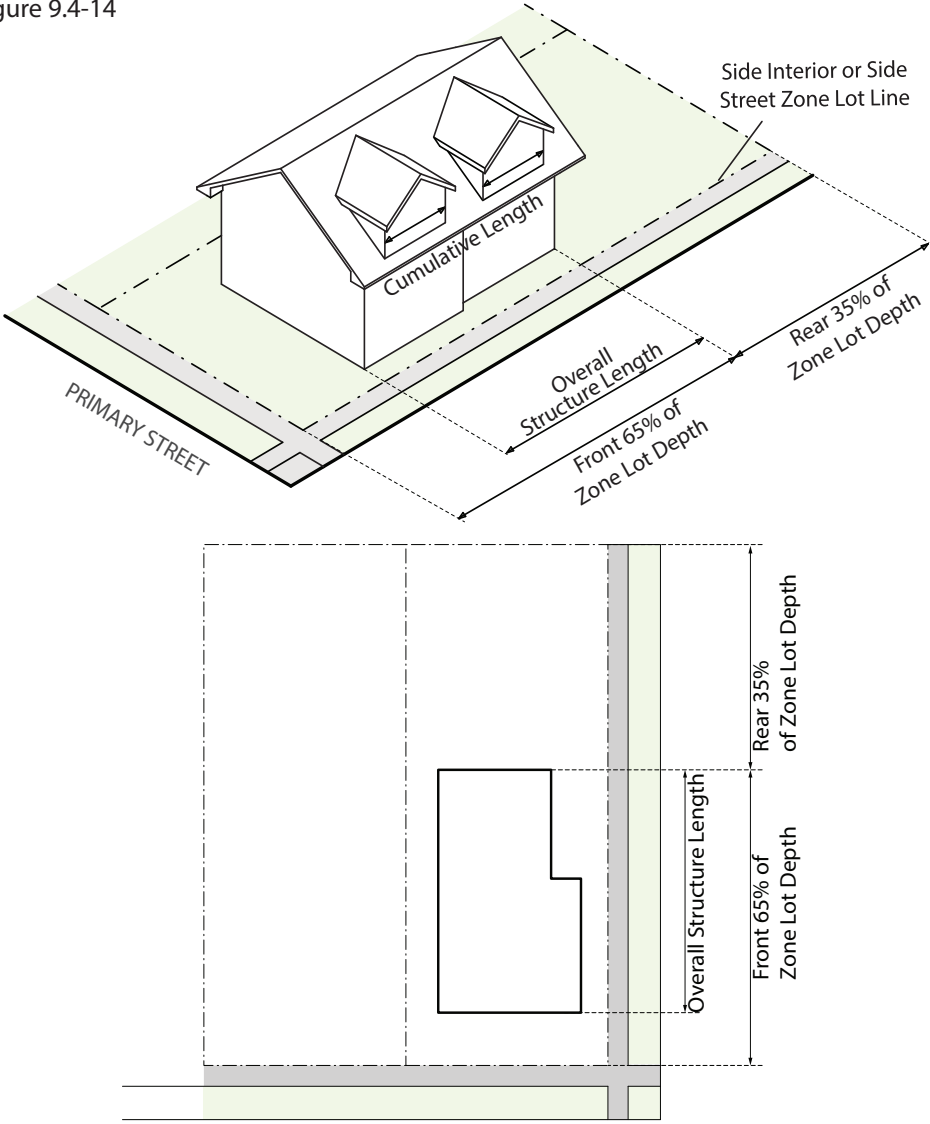 gure 9.4-14
Side Interior or Side
Street Zone Lot Line
Cumulative Length
PRIMARY STREET
Overall
Structure Length
Front 65% of
Zone Lot Depth
Rear 35% of
Zone Lot Depth
Rear 35%
of Zone Lot Depth
Overall Structure Length
Front 65% of
Zone Lot Depth